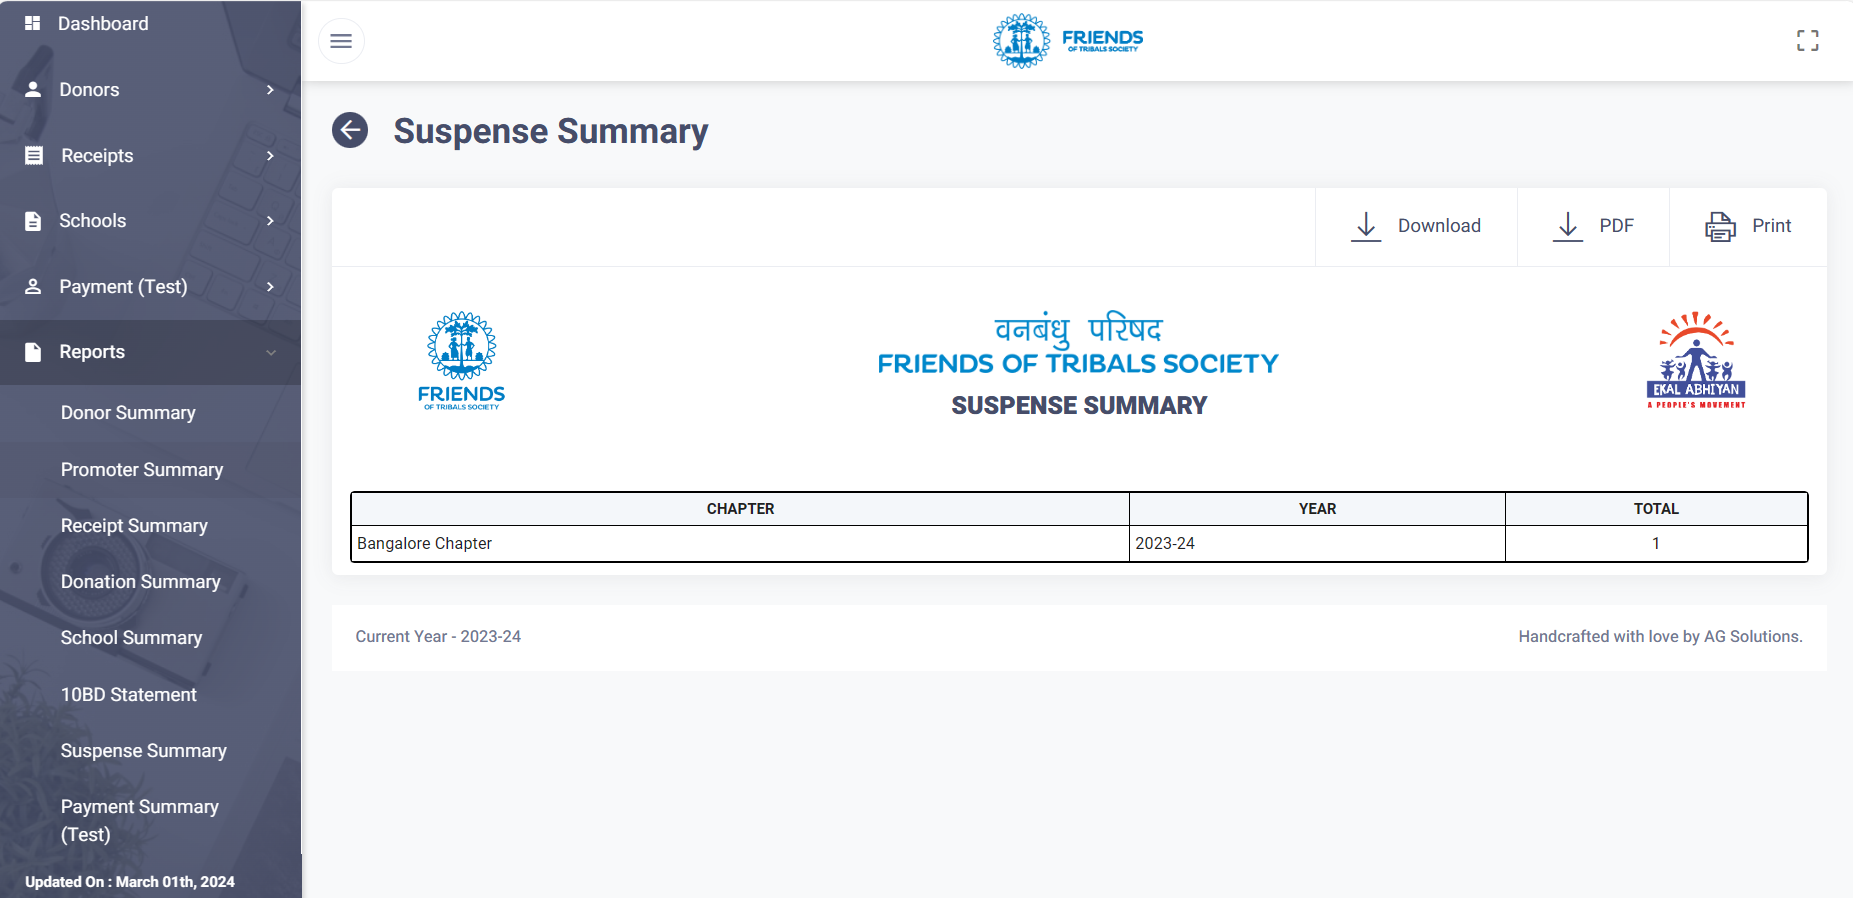 Dashboard
Donors
Receipts
Schools
Payment (Test)
Reports
Donor Summary
Promoter Summary
Receipt Summary
Donation Summary
School Summary
10BD Statement
Suspense Summary
Payment Summary
(Test)
Updated On : March 01th, 2024
FRIENDS
OF TRIBALS SOCIETY
Suspense Summary
Download
PDF
Print
FRIENDS
OF TRIBALS SOCIETY
वनबंधु परिषद
FRIENDS OF TRIBALS SOCIETY
SUSPENSE SUMMARY
EKAL ABHIYAN
A PEOPLE'S MOVEMENT
CHAPTER YEAR TOTAL
Bangalore Chapter 2023-24 1
Current Year - 2023-24
Handcrafted with love by AG Solutions.